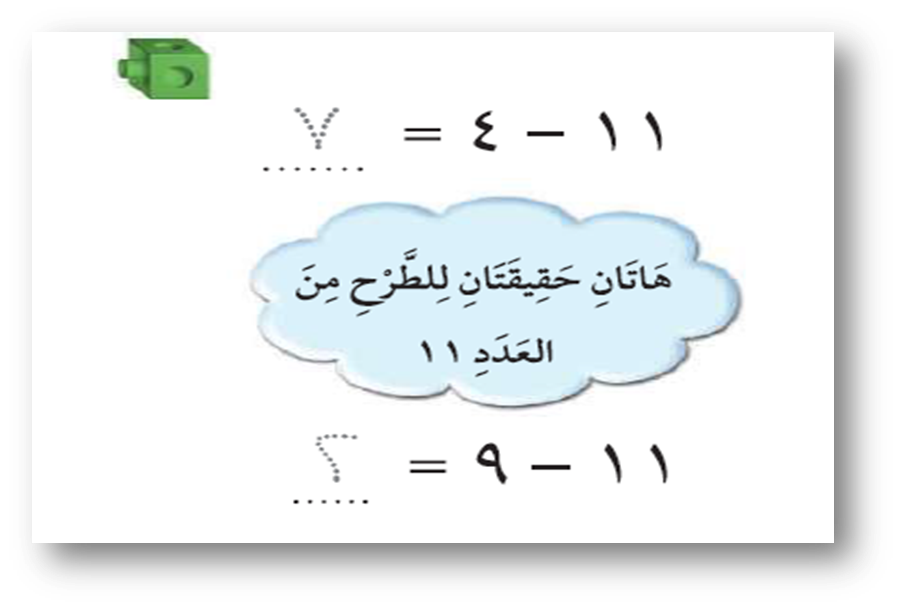 ١١ – ٤ = ٧
هَاتَانِ حَقِيقَتَانِ لِلطَّرْحِ مِنَ
العَدَدِ ١١
١١ – ٩ = ٢